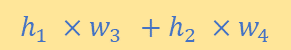 h₁ × w₃ + h₂ × w₄